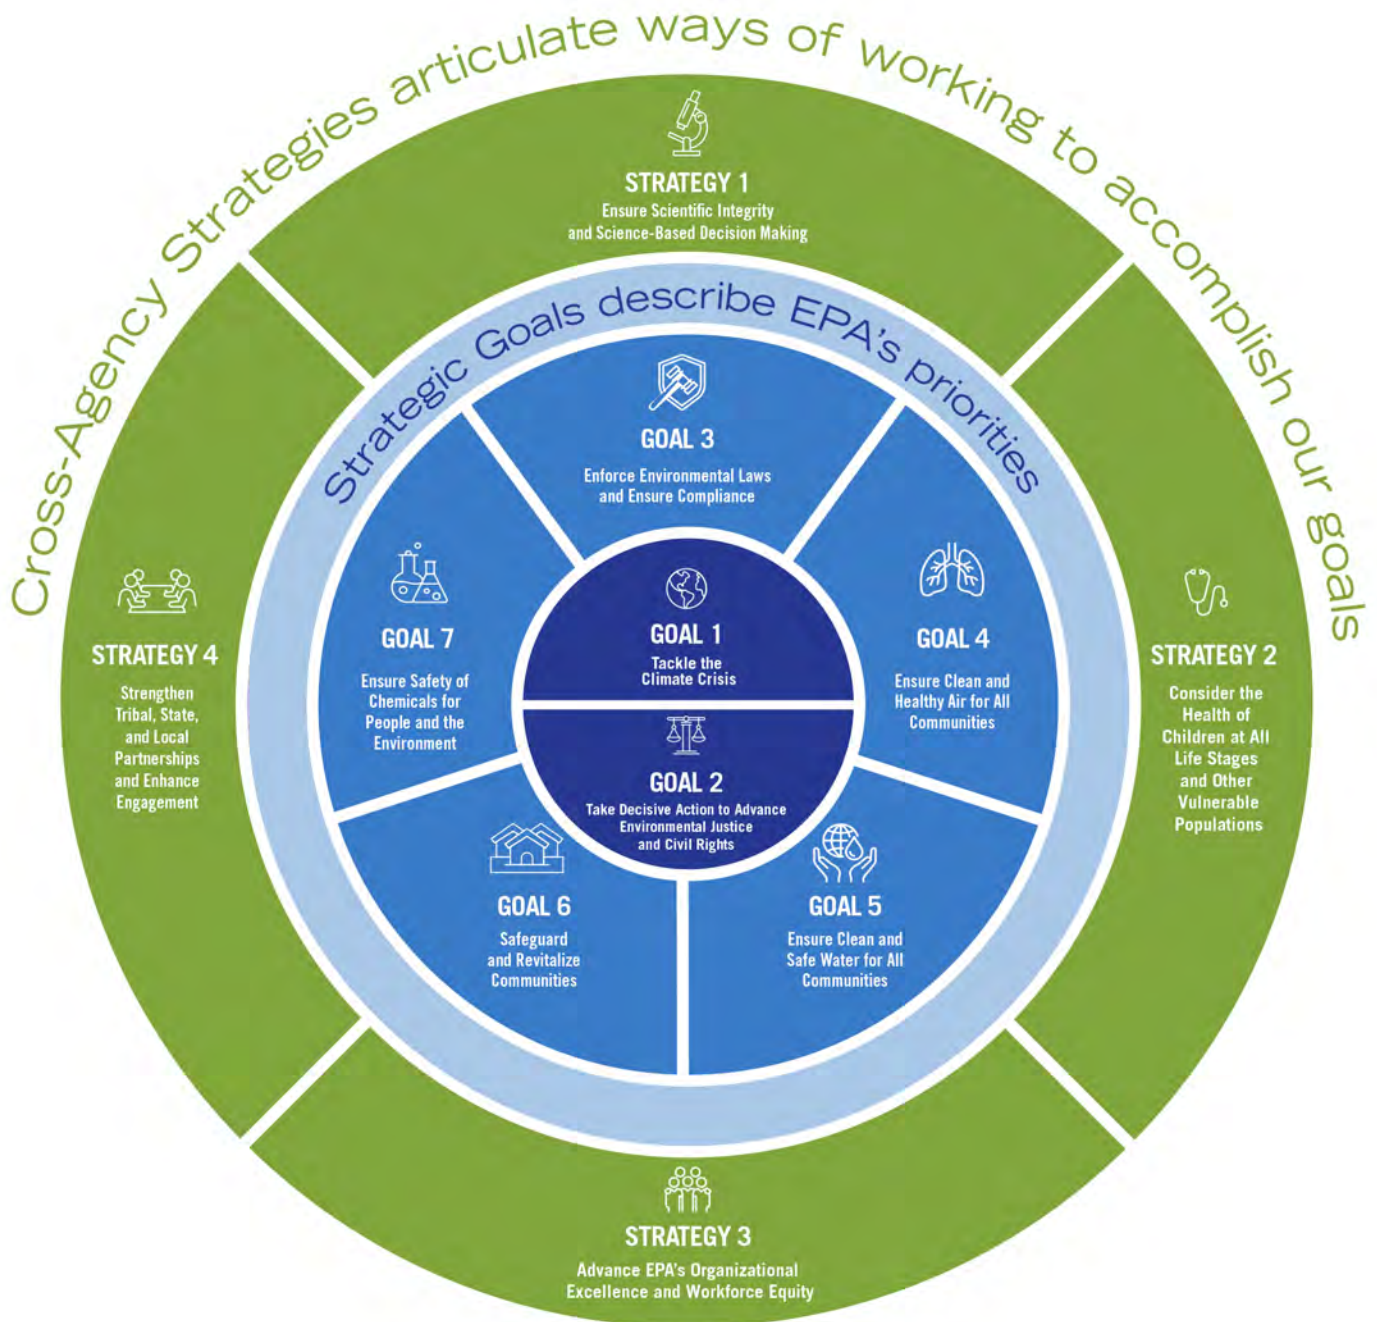 Cross-Agency Strategies articulate ways of working to accomplish our goals
STRATEGY 1
Ensure Scientific Integrity
and Science-Based Decision Making
Strategic Goals describe EPA's priorities
GOAL 3
Enforce Environmental Laws
and Ensure Compliance
GOAL 7
Ensure Safety of
Chemicals for
People and the
Environment
GOAL 1
Tackle the
Climate Crisis
GOAL 4
Ensure Clean and
Healthy Air for All
Communities
STRATEGY 4
Strengthen
Tribal, State,
and Local
Partnerships
and Enhance
Engagement
STRATEGY 2
Consider the
Health of
Children at All
Life Stages
and Other
Vulnerable
Populations
GOAL 2
Take Decisive Action to Advance
Environmental Justice
and Civil Rights
GOAL 6
Safeguard
and Revitalize
Communities
GOAL 5
Ensure Clean and
Safe Water for All
Communities
STRATEGY 3
Advance EPA's Organizational
Excellence and Workforce Equity